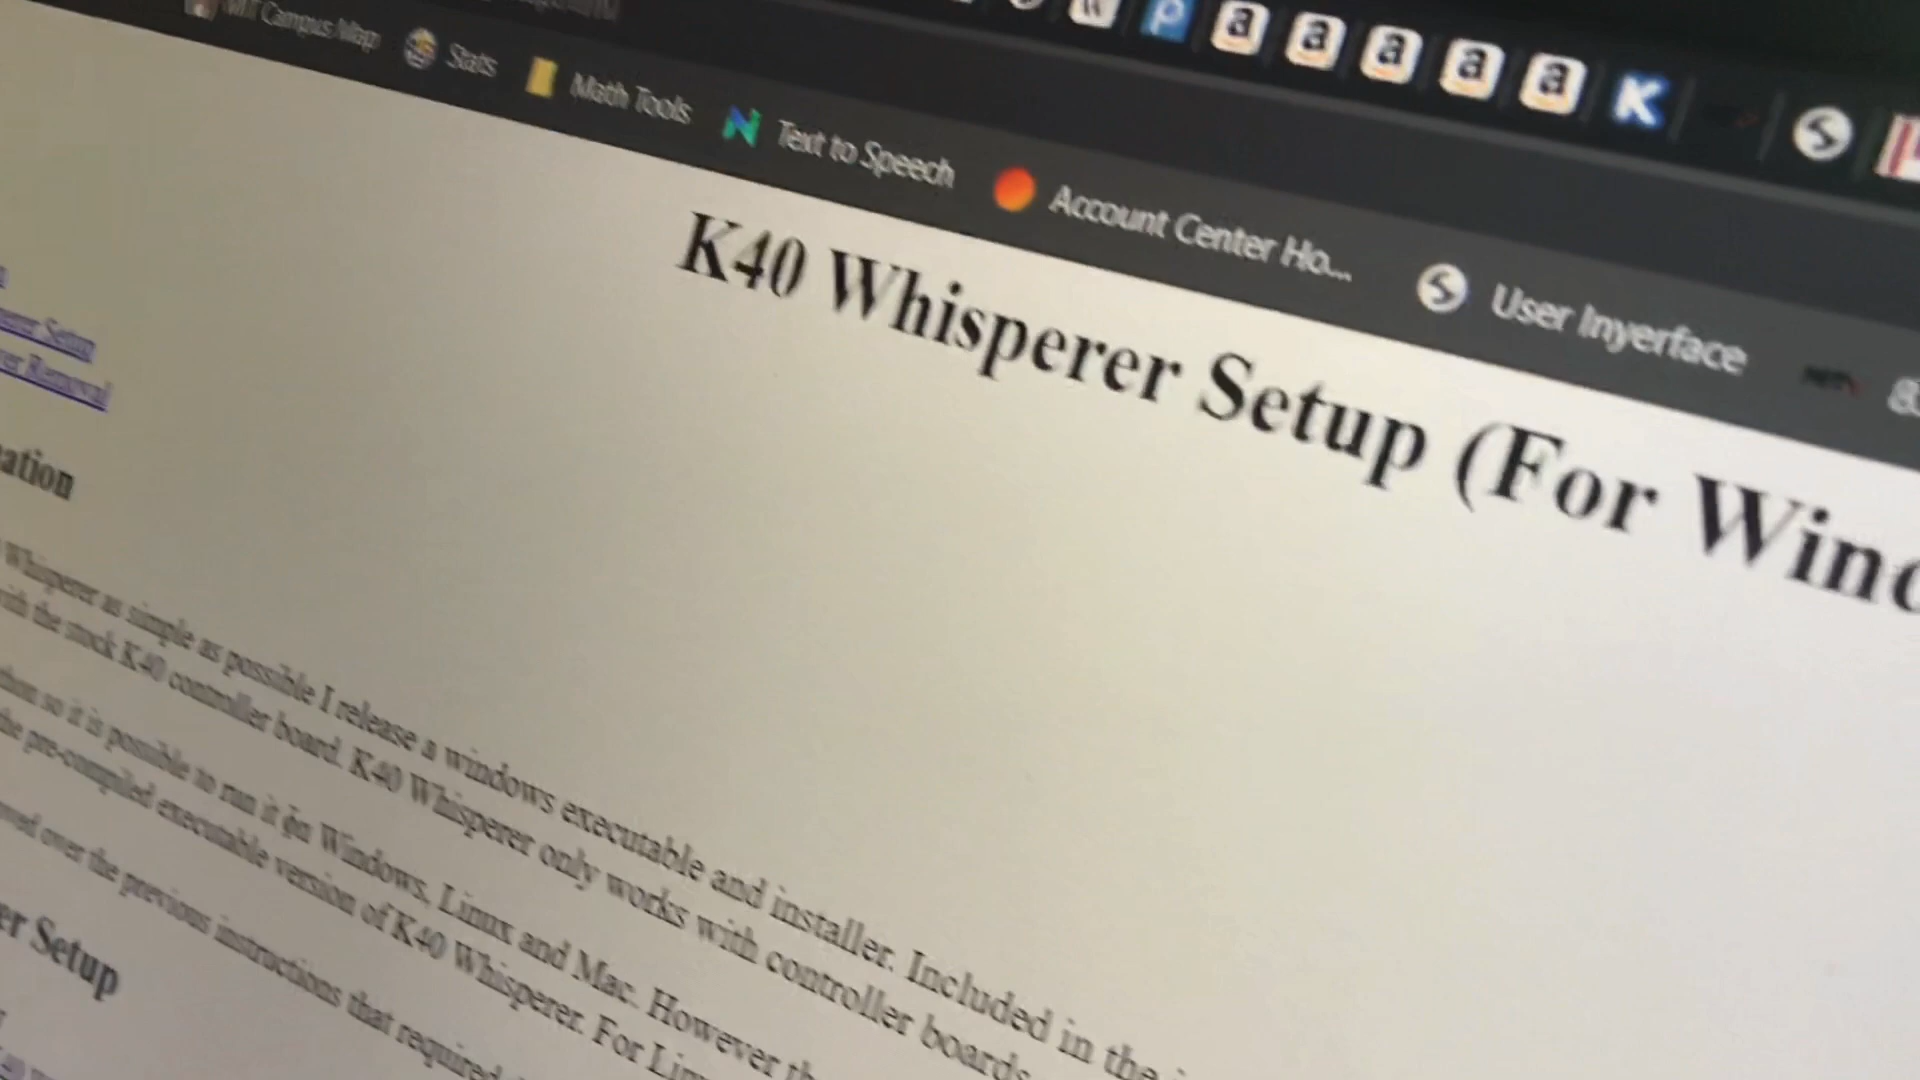 Campus Map Stats Math Tools Text to Speech Account Center Ho... User Inyerface
K40 Whisperer Setup (For Wind
er Removal
ation
Whisperer as simple as possible I release a windows executable and installer. Included in the
with the stock K40 controller board. K40 Whisperer only works with controller boards
so it is possible to run it on Windows, Linux and Mac. However th
the pre-compiled executable version of K40 Whisperer. For Linu
over the previous instructions that required
er Setup